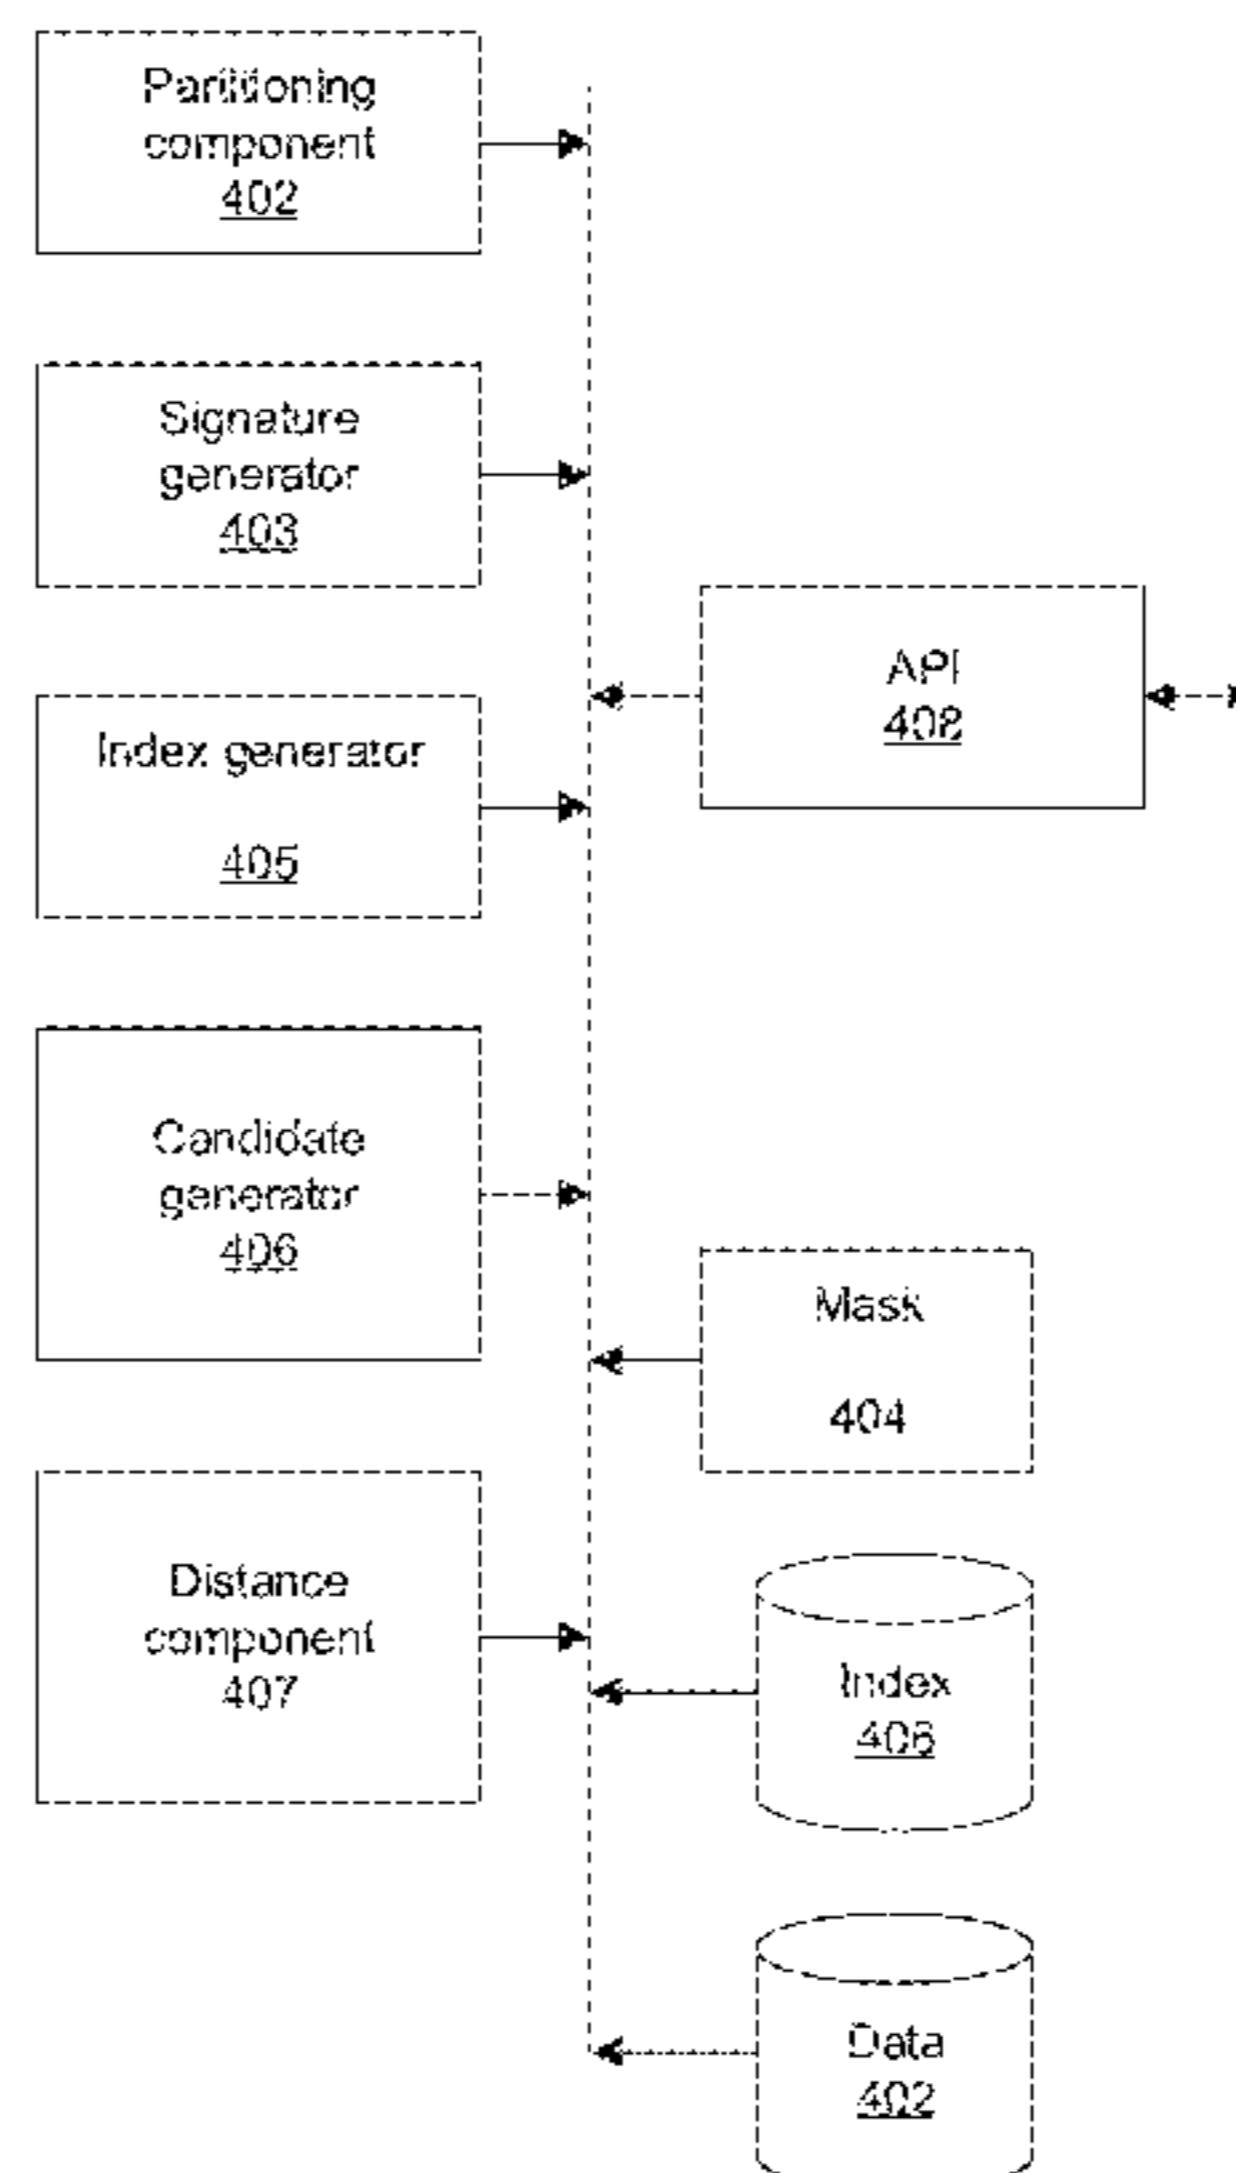 Partitioning
component
402
Signature
generator
403
API
408
Index generator
405
Candidate
generator
406
Mask
404
Distance
component
407
Index
406
Data
402